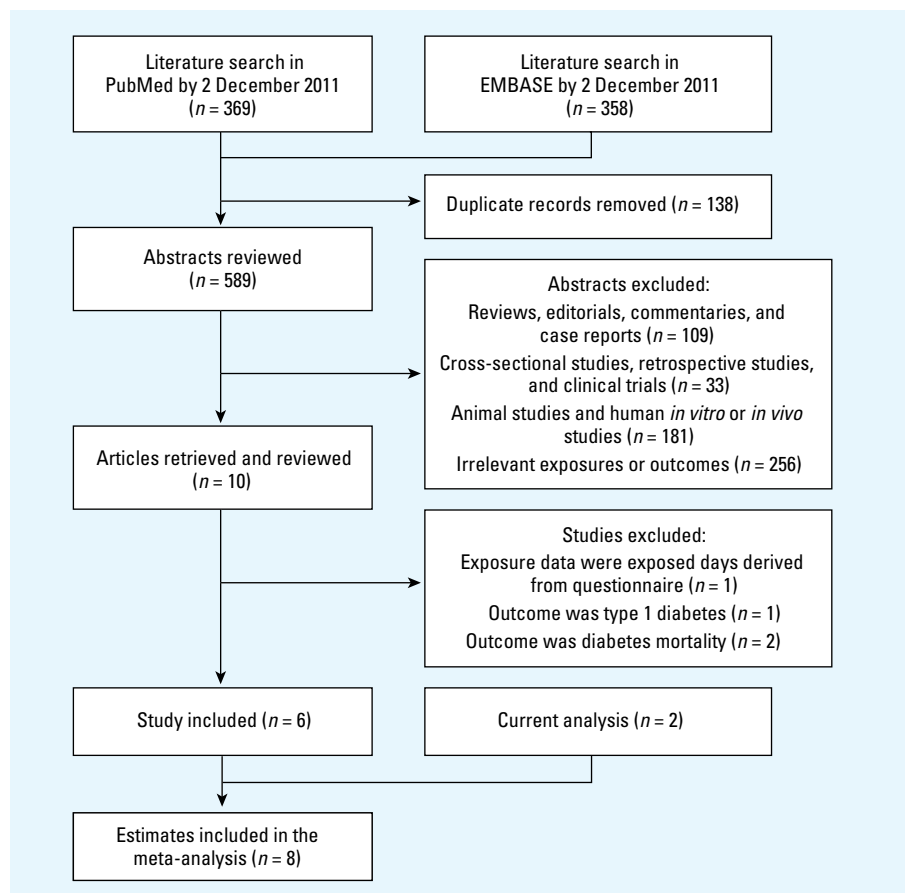 Literature search in
PubMed by 2 December 2011
(n = 369)
Literature search in
EMBASE by 2 December 2011
(n = 358)
Duplicate records removed (n = 138)
Abstracts reviewed
(n = 589)
Abstracts excluded:
Reviews, editorials, commentaries, and
case reports (n = 109)
Cross-sectional studies, retrospective studies,
and clinical trials (n = 33)
Animal studies and human in vitro or in vivo
studies (n = 181)
Irrelevant exposures or outcomes (n = 256)
Articles retrieved and reviewed
(n = 10)
Studies excluded:
Exposure data were exposed days derived
from questionnaire (n = 1)
Outcome was type 1 diabetes (n = 1)
Outcome was diabetes mortality (n = 2)
Study included (n = 6)
Current analysis (n = 2)
Estimates included in the
meta-analysis (n = 8)